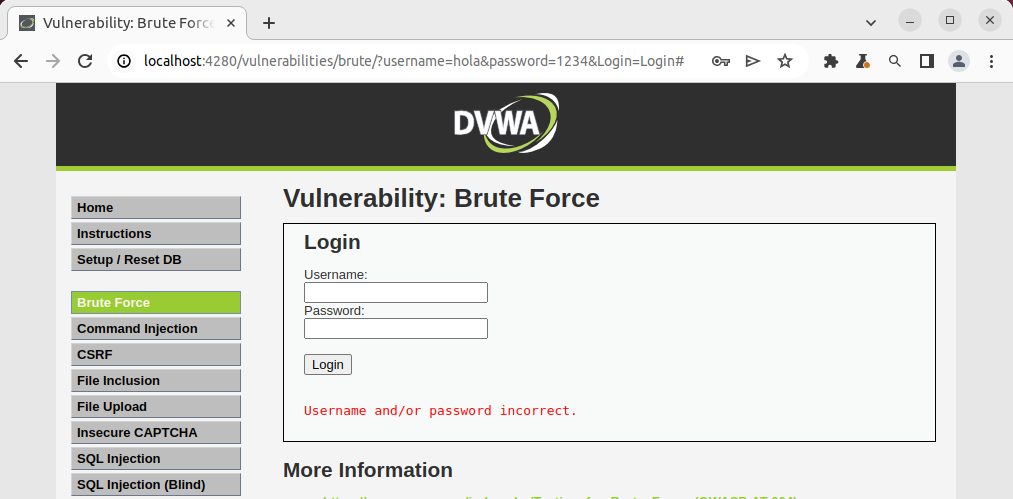 Vulnerability: Brute Force
localhost:4280/vulnerabilities/brute/?username=hola&password=1234&Login=Login#
DVWA
Home
Instructions
Setup / Reset DB
Brute Force
Command Injection
CSRF
File Inclusion
File Upload
Insecure CAPTCHA
SQL Injection
SQL Injection (Blind)
Vulnerability: Brute Force
Login
Username:
Password:
Login
Username and/or password incorrect.
More Information